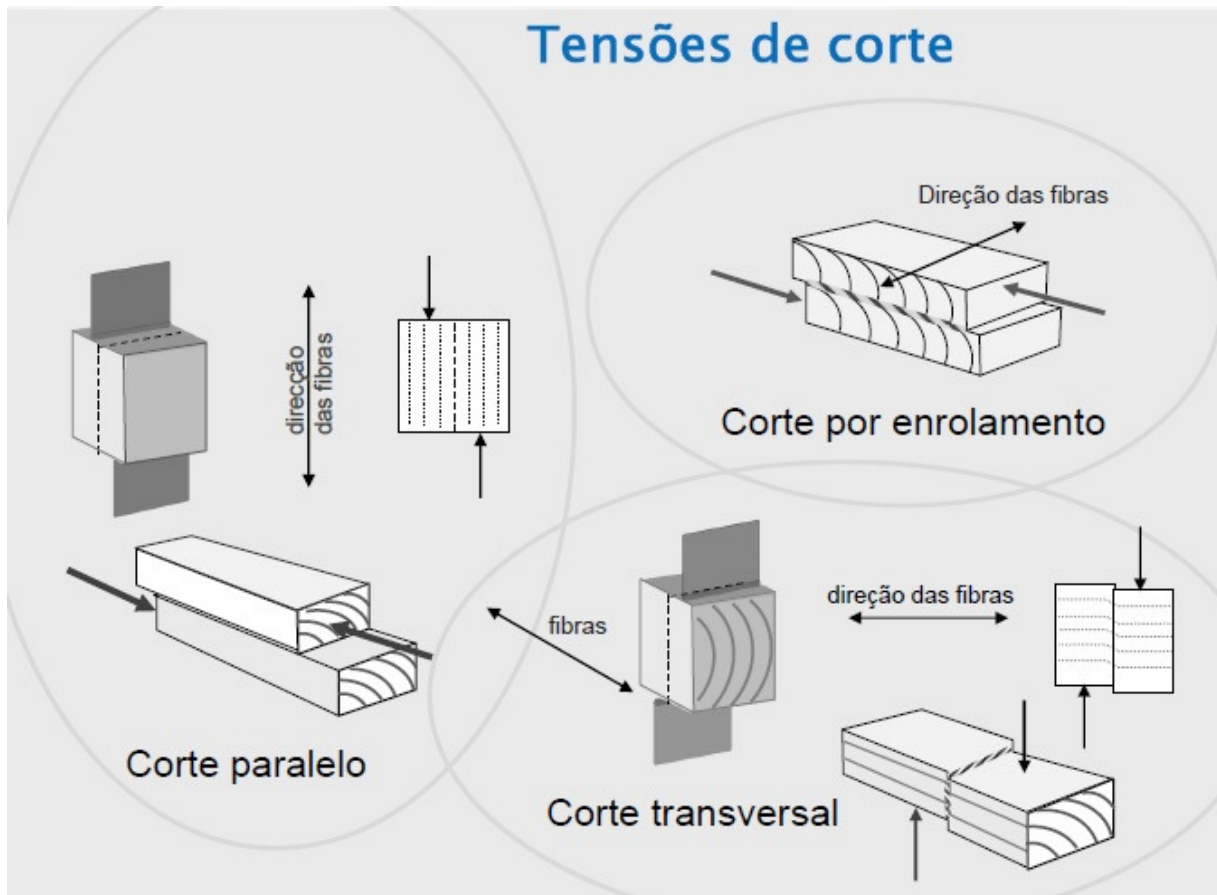 Tensões de corte
Direção das fibras
Corte por enrolamento
direcção
das fibras
Corte paralelo
fibras
direção das fibras
Corte transversal